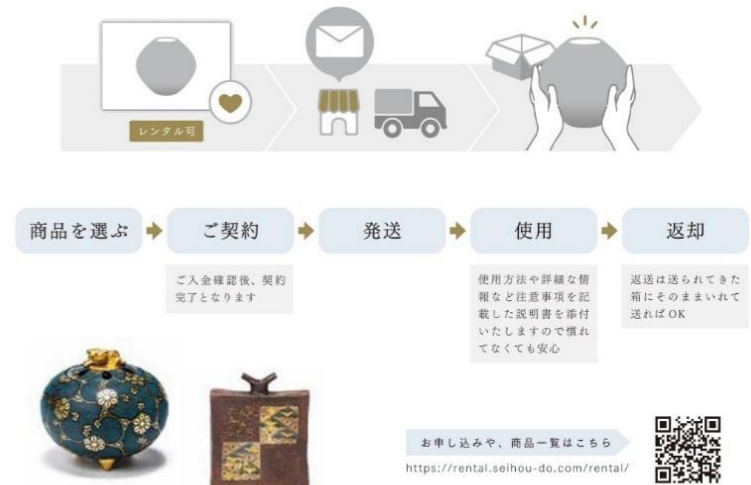 レンタル可
商品を選ぶ
ご契約
発送
使用
返却
ご入金確認後、契約
完了となります
使用方法や詳細な情
報など注意事項を記
載した説明書を添付
いたしますので慣れ
てなくても安心
返送は送られてきた
箱にそのままいれて
送ればOK
お申し込みや、商品一覧はこちら
https://rental.seihou-do.com/rental/